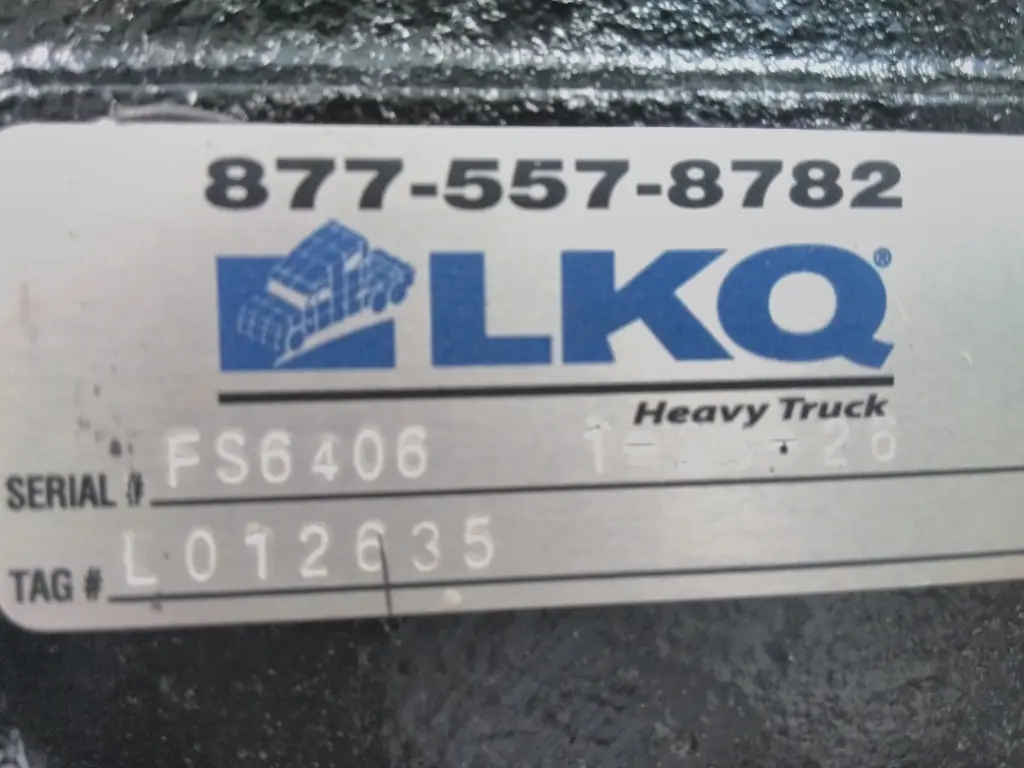 877-557-8782
LKQ®
Heavy Truck
SERIAL # FS6406
TAG # L012635